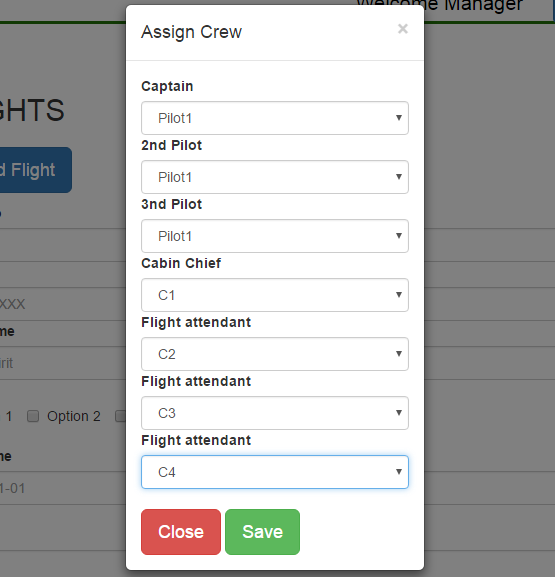 Welcome Manager
Assign Crew ×
GHTS
Captain
Pilot1
d Flight
2nd Pilot
Pilot1
3nd Pilot
Pilot1
Cabin Chief
C1
XXX
Flight attendant
me
C2
irit
Flight attendant
C3
1 Option 2
Flight attendant
me
C4
1-01
Close Save